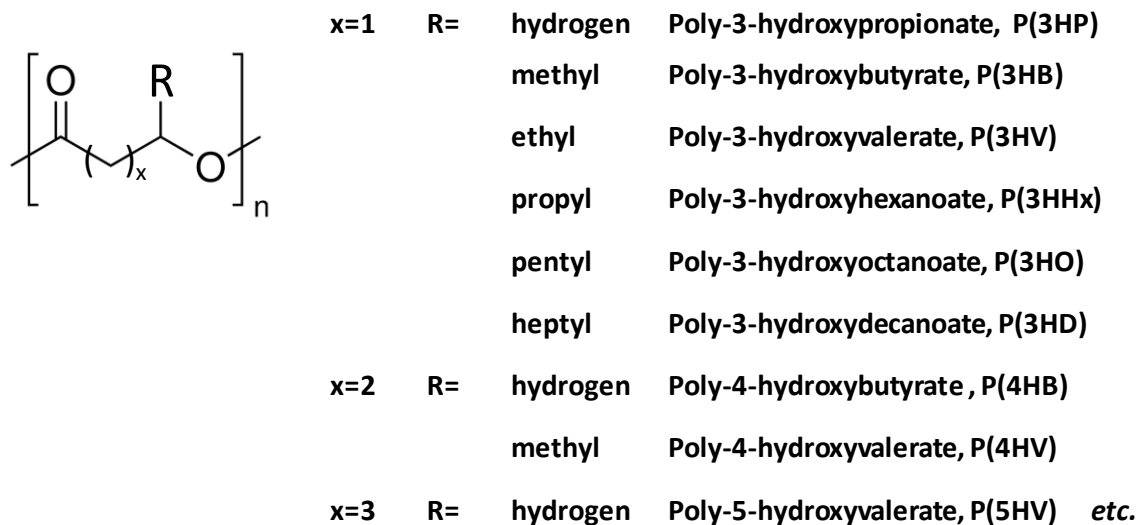 x=1 R= hydrogen Poly-3-hydroxypropionate, P(3HP)
methyl Poly-3-hydroxybutyrate, P(3HB)
ethyl Poly-3-hydroxyvalerate, P(3HV)
propyl Poly-3-hydroxyhexanoate, P(3HHx)
pentyl Poly-3-hydroxyoctanoate, P(3HO)
heptyl Poly-3-hydroxydecanoate, P(3HD)
x=2 R= hydrogen Poly-4-hydroxybutyrate , P(4HB)
methyl Poly-4-hydroxyvalerate, P(4HV)
x=3 R= hydrogen Poly-5-hydroxyvalerate, P(5HV) etc.
O R
( )x O
n